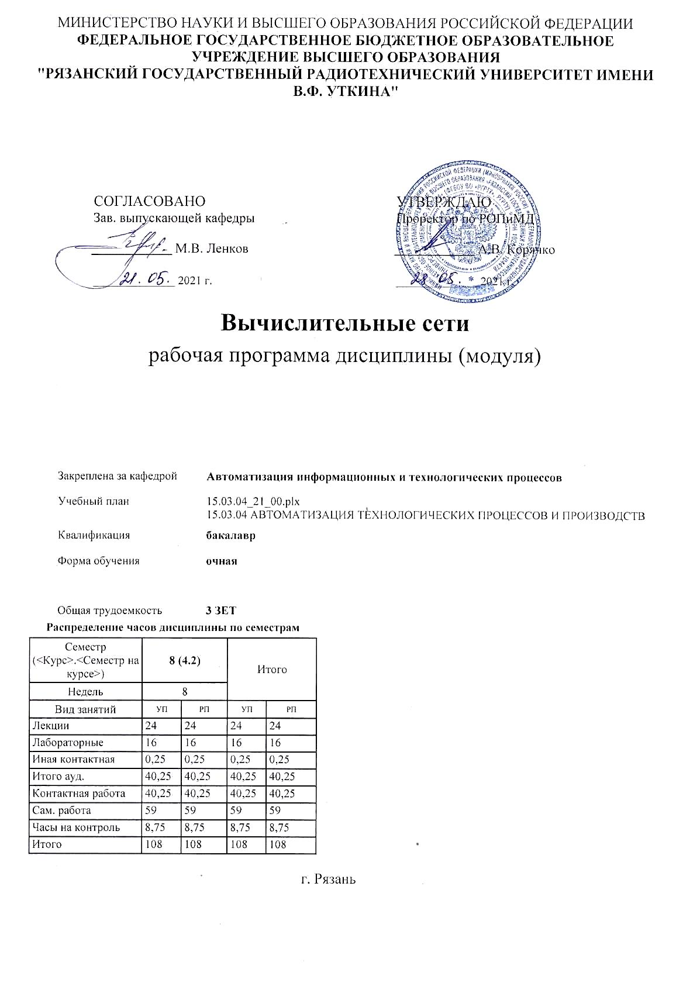 МИНИСТЕРСТВО НАУКИ И ВЫСШЕГО ОБРАЗОВАНИЯ РОССИЙСКОЙ ФЕДЕРАЦИИ
ФЕДЕРАЛЬНОЕ ГОСУДАРСТВЕННОЕ БЮДЖЕТНОЕ ОБРАЗОВАТЕЛЬНОЕ
УЧРЕЖДЕНИЕ ВЫСШЕГО ОБРАЗОВАНИЯ
"РЯЗАНСКИЙ ГОСУДАРСТВЕННЫЙ РАДИОТЕХНИЧЕСКИЙ УНИВЕРСИТЕТ ИМЕНИ
В.Ф. УТКИНА"
СОГЛАСОВАНО
Зав. выпускающей кафедры
М.В. Ленков
21. 05. 2021 г.
УТВЕРЖДАЮ
Проректор по РОПиМД
А.В. Корячко
28. 05. 2021 г.
Вычислительные сети
рабочая программа дисциплины (модуля)
Закреплена за кафедрой Автоматизация информационных и технологических процессов
Учебный план 15.03.04_21_00.plx
15.03.04 АВТОМАТИЗАЦИЯ ТЕХНОЛОГИЧЕСКИХ ПРОЦЕССОВ И ПРОИЗВОДСТВ
Квалификация бакалавр
Форма обучения очная
Общая трудоемкость 3 ЗЕТ
Распределение часов дисциплины по семестрам
Семестр
(<Курс>.<Семестр на
курсе>)
8 (4.2)
Итого
Недель 8
Вид занятий УП РП УП РП
Лекции 24 24 24 24
Лабораторные 16 16 16 16
Иная контактная 0,25 0,25 0,25 0,25
Итого ауд. 40,25 40,25 40,25 40,25
Контактная работа 40,25 40,25 40,25 40,25
Сам. работа 59 59 59 59
Часы на контроль 8,75 8,75 8,75 8,75
Итого 108 108 108 108
г. Рязань